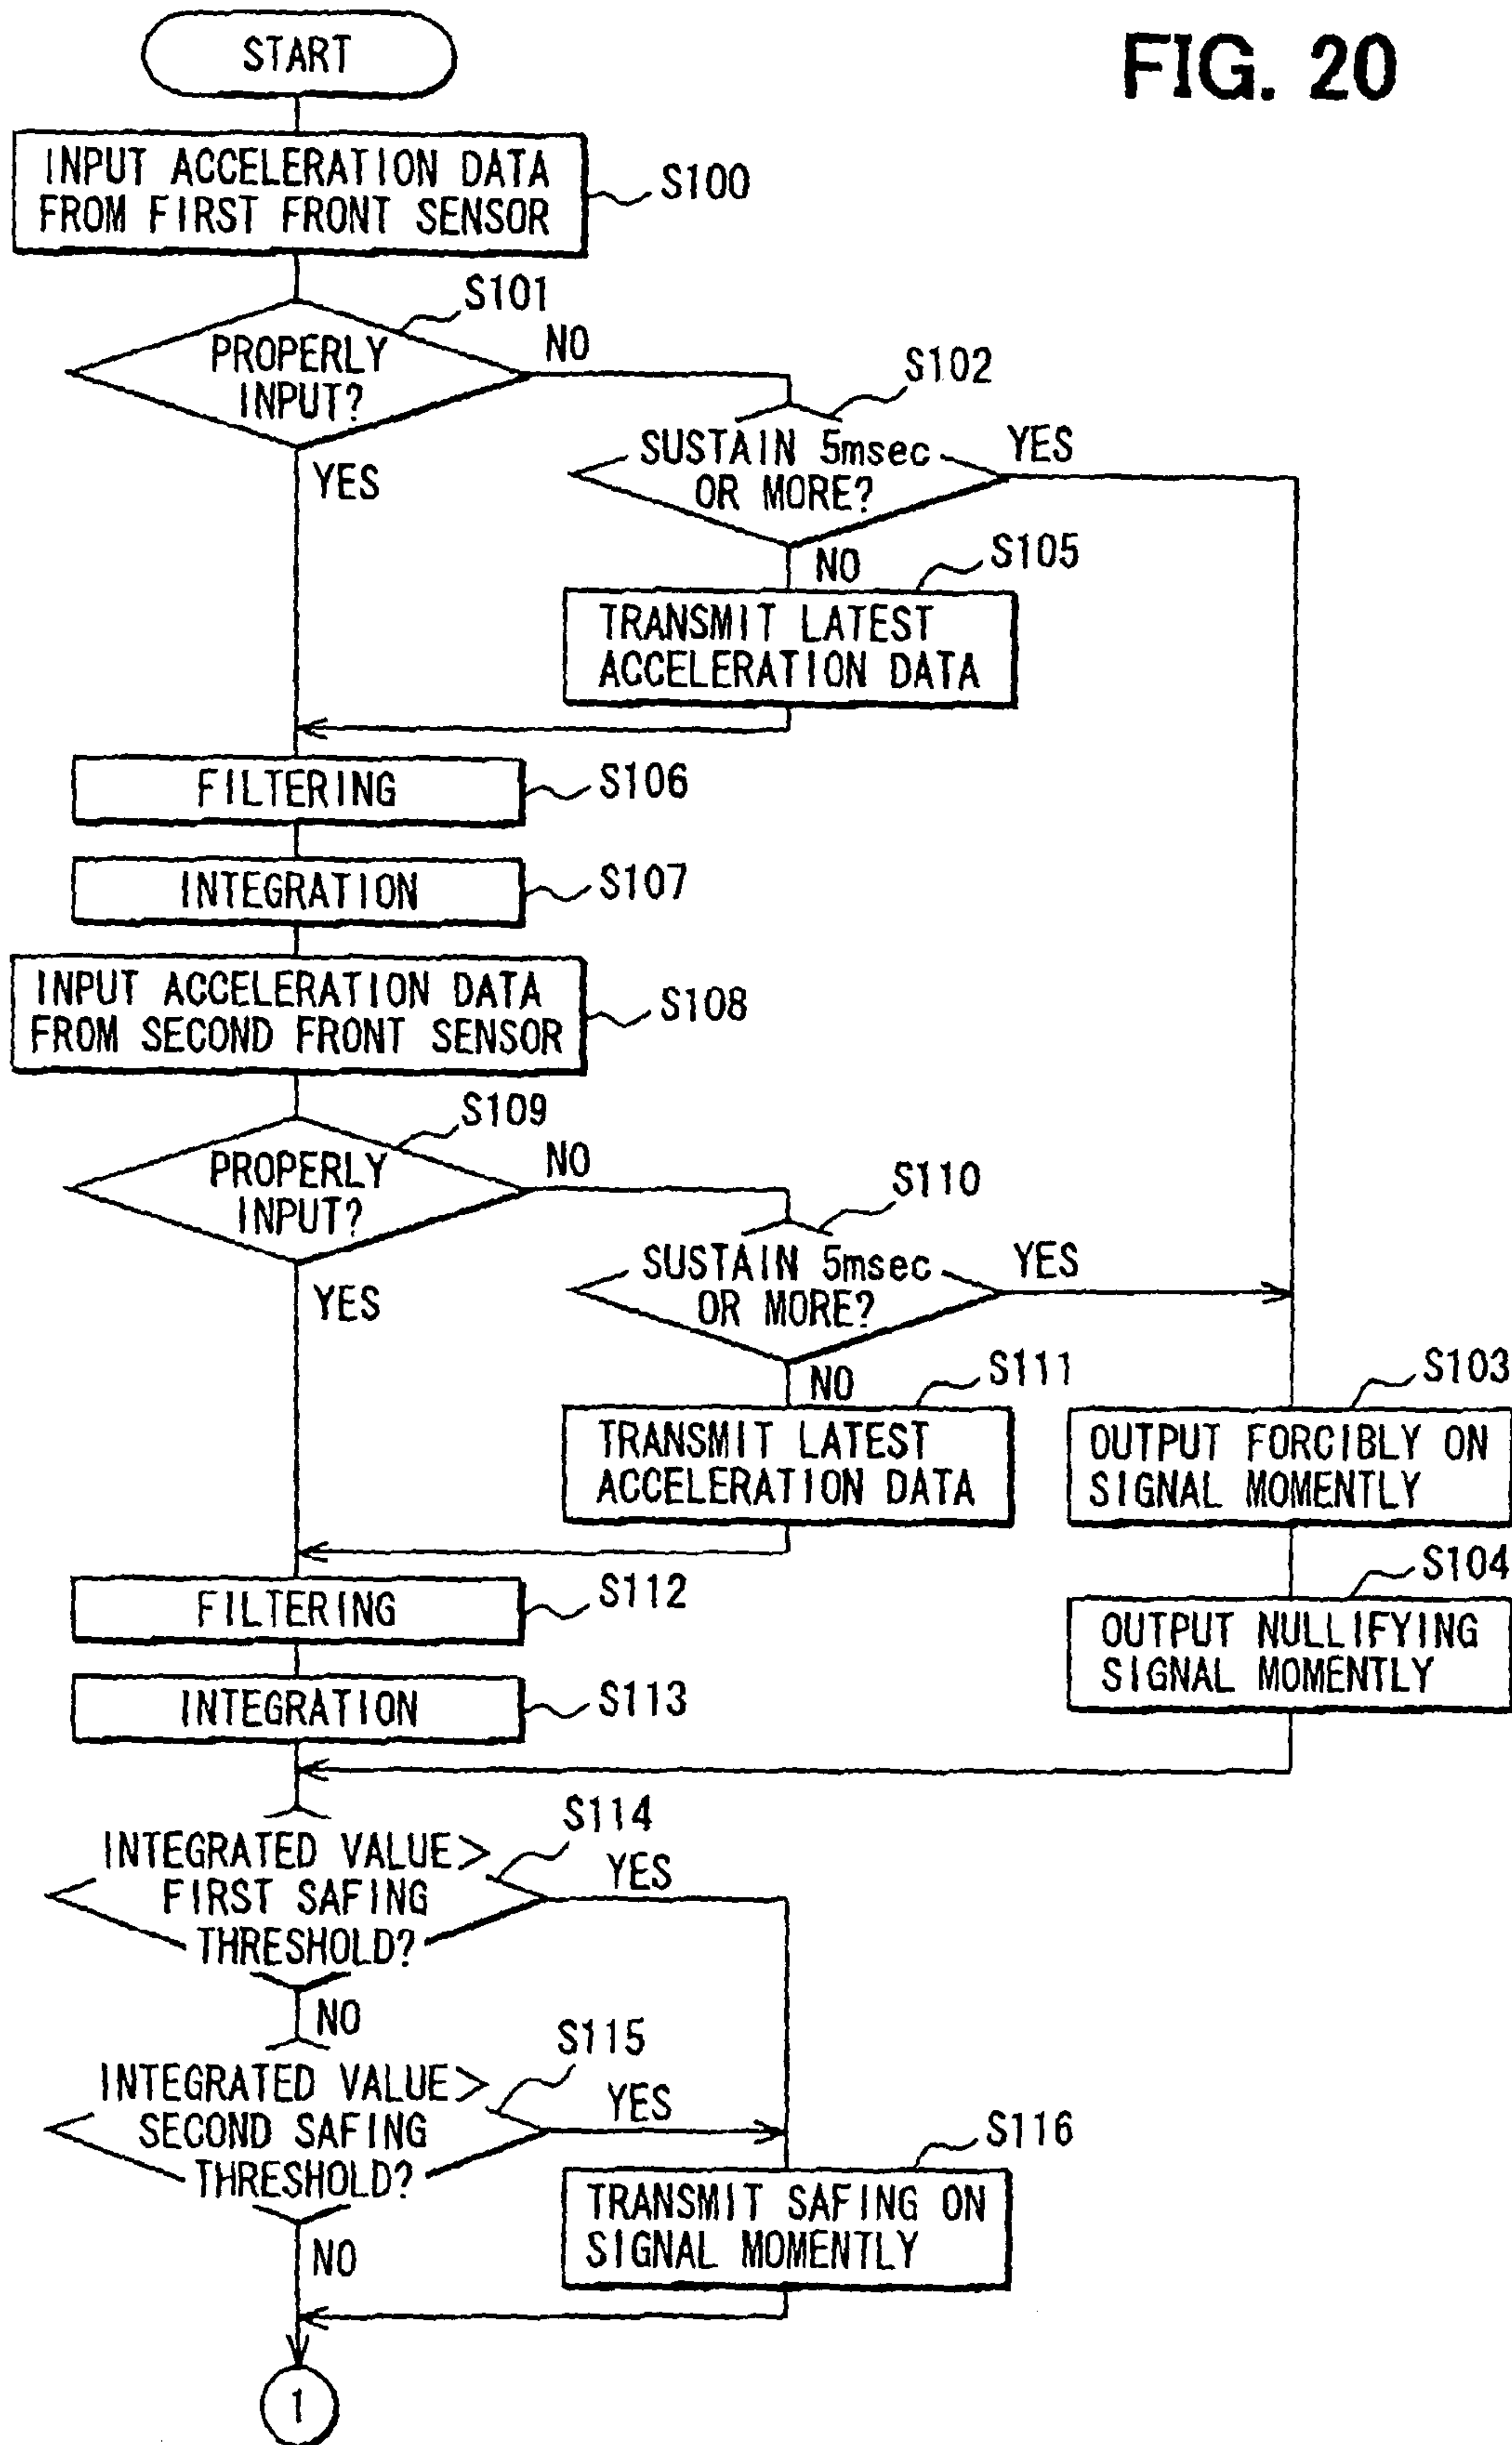 FIG. 20
START
INPUT ACCELERATION DATA
FROM FIRST FRONT SENSOR
S100
S101
PROPERLY
INPUT?
NO
YES
S102
SUSTAIN 5msec
OR MORE?
YES
NO
S105
TRANSMIT LATEST
ACCELERATION DATA
FILTERING
S106
INTEGRATION
S107
INPUT ACCELERATION DATA
FROM SECOND FRONT SENSOR
S108
S109
PROPERLY
INPUT?
NO
YES
S110
SUSTAIN 5msec
OR MORE?
YES
NO
S111
TRANSMIT LATEST
ACCELERATION DATA
S103
OUTPUT FORCIBLY ON
SIGNAL MOMENTLY
S104
OUTPUT NULLIFYING
SIGNAL MOMENTLY
FILTERING
S112
INTEGRATION
S113
S114
INTEGRATED VALUE>
FIRST SAFING
THRESHOLD?
YES
NO
S115
INTEGRATED VALUE>
SECOND SAFING
THRESHOLD?
YES
NO
S116
TRANSMIT SAFING ON
SIGNAL MOMENTLY
1